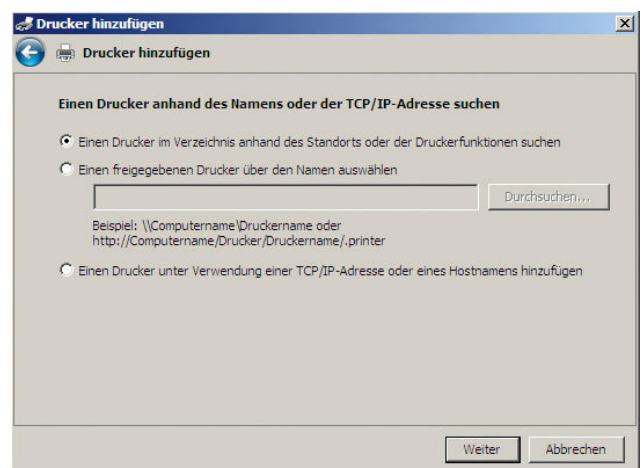 Drucker hinzufügen
Drucker hinzufügen
Einen Drucker anhand des Namens oder der TCP/IP-Adresse suchen
Einen Drucker im Verzeichnis anhand des Standorts oder der Druckerfunktionen suchen
Einen freigegebenen Drucker über den Namen auswählen
Durchsuchen...
Beispiel: \\Computername\Druckername oder
http://Computername/Drucker/Druckername/.printer
Einen Drucker unter Verwendung einer TCP/IP-Adresse oder eines Hostnamens hinzufügen
Weiter
Abbrechen